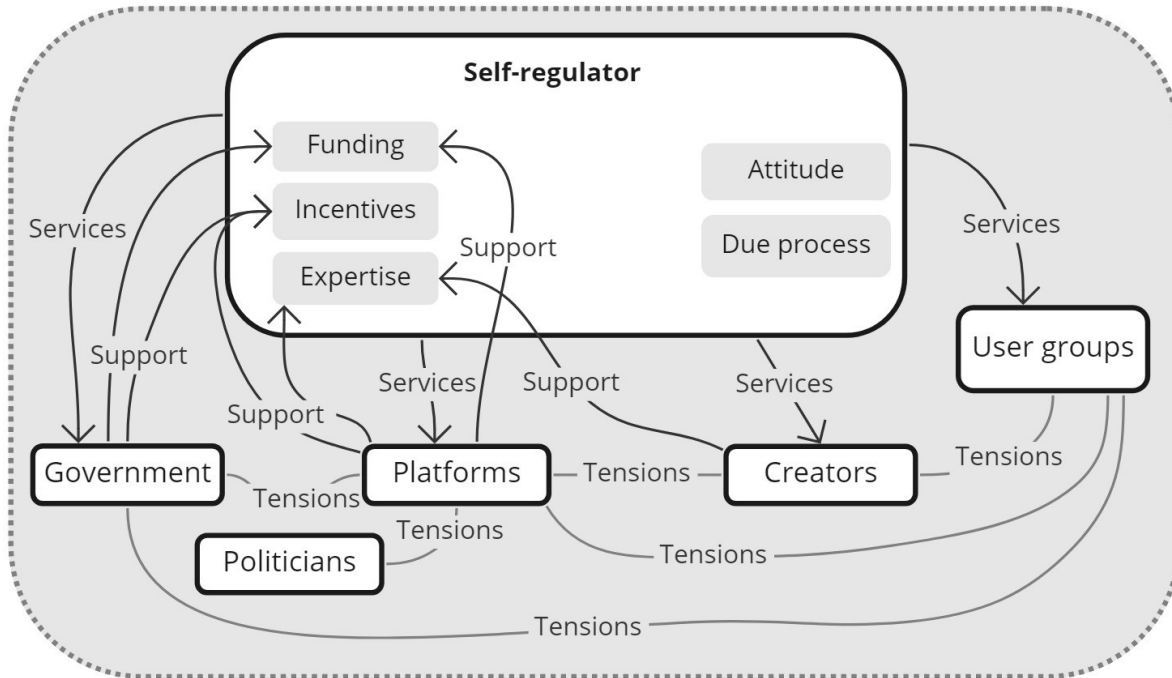 Self-regulator
Funding
Attitude
Incentives
Services
Services
Due process
Support
Expertise
User groups
Support
Services
Support
Services
Support
Tensions
Government
Platforms
Tensions
Creators
Tensions
Tensions
Politicians
Tensions
Tensions